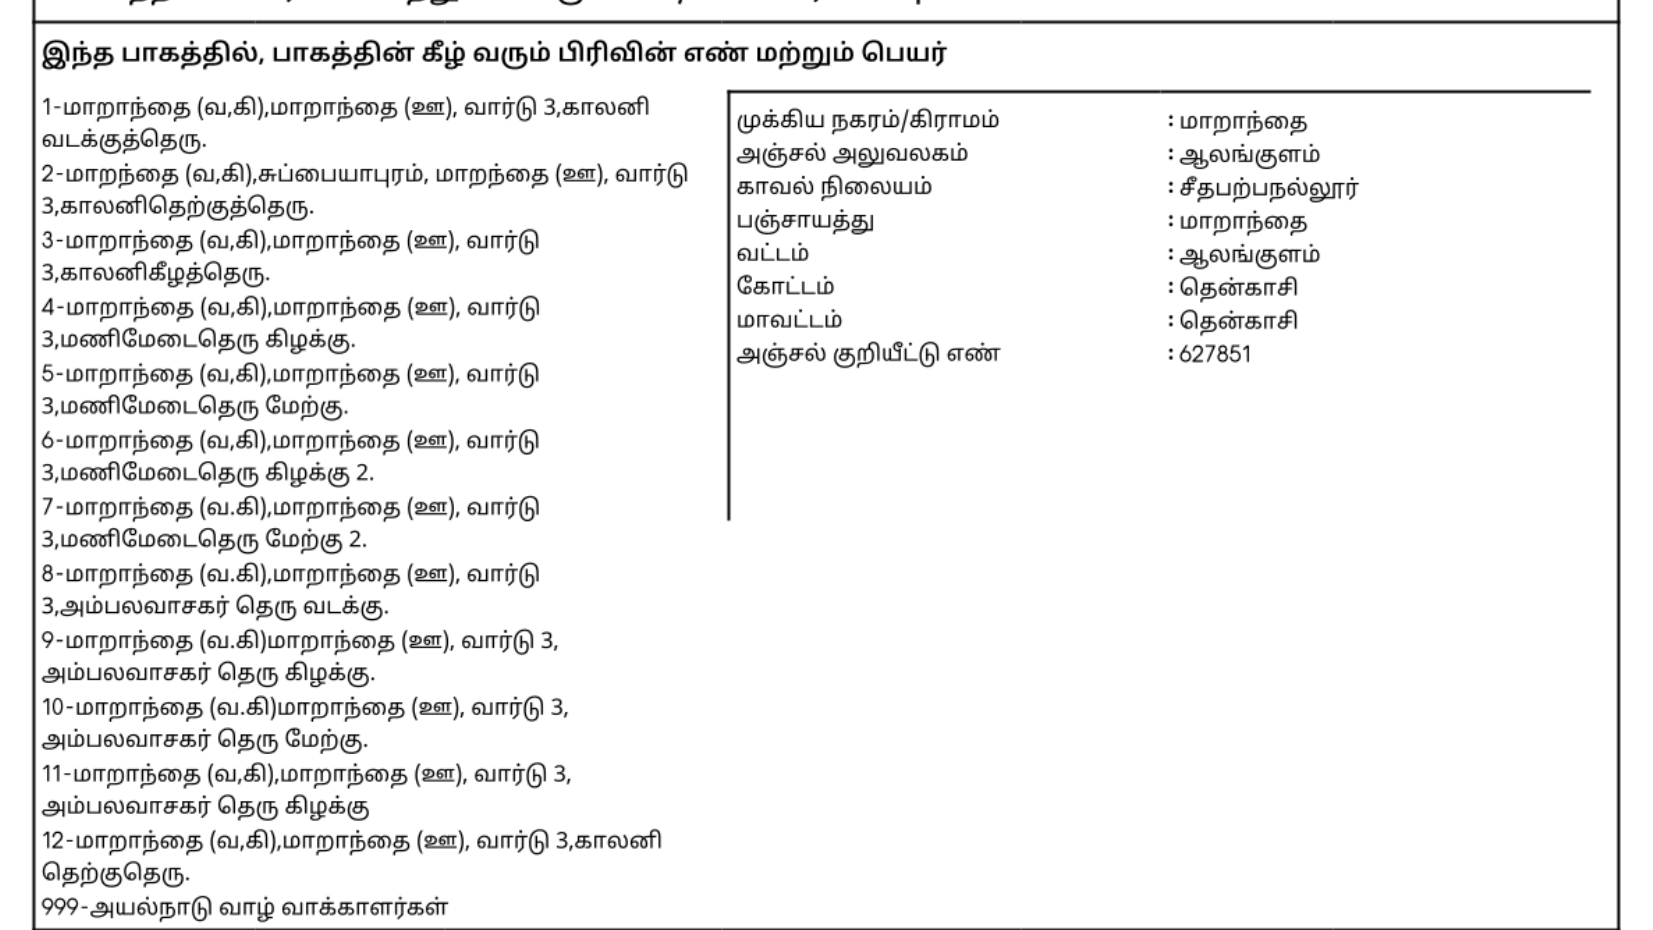 இந்த பாகத்தில், பாகத்தின் கீழ் வரும் பிரிவின் எண் மற்றும் பெயர்
1-மாறாந்தை (வ,கி),மாறாந்தை (ஊ), வார்டு 3,காலனி
வடக்குத்தெரு.
2-மாறந்தை (வ,கி),சுப்பையாபுரம், மாறந்தை (ஊ), வார்டு
3,காலனிதெற்குத்தெரு.
3-மாறாந்தை (வ,கி),மாறாந்தை (ஊ), வார்டு
3,காலனிகீழத்தெரு.
4-மாறாந்தை (வ,கி),மாறாந்தை (ஊ), வார்டு
3,மணிமேடைதெரு கிழக்கு.
5-மாறாந்தை (வ,கி),மாறாந்தை (ஊ), வார்டு
3,மணிமேடைதெரு மேற்கு.
6-மாறாந்தை (வ,கி),மாறாந்தை (ஊ), வார்டு
3,மணிமேடைதெரு கிழக்கு 2.
7-மாறாந்தை (வ.கி),மாறாந்தை (ஊ), வார்டு
3,மணிமேடைதெரு மேற்கு 2.
8-மாறாந்தை (வ.கி),மாறாந்தை (ஊ), வார்டு
3,அம்பலவாசகர் தெரு வடக்கு.
9-மாறாந்தை (வ.கி)மாறாந்தை (ஊ), வார்டு 3,
அம்பலவாசகர் தெரு கிழக்கு.
10-மாறாந்தை (வ.கி)மாறாந்தை (ஊ), வார்டு 3,
அம்பலவாசகர் தெரு மேற்கு.
11-மாறாந்தை (வ,கி),மாறாந்தை (ஊ), வார்டு 3,
அம்பலவாசகர் தெரு கிழக்கு
12-மாறாந்தை (வ,கி),மாறாந்தை (ஊ), வார்டு 3,காலனி
தெற்குதெரு.
999-அயல்நாடு வாழ் வாக்காளர்கள்
முக்கிய நகரம்/கிராமம் : மாறாந்தை
அஞ்சல் அலுவலகம் : ஆலங்குளம்
காவல் நிலையம் : சீதபற்பநல்லூர்
பஞ்சாயத்து : மாறாந்தை
வட்டம் : ஆலங்குளம்
கோட்டம் : தென்காசி
மாவட்டம் : தென்காசி
அஞ்சல் குறியீட்டு எண் : 627851